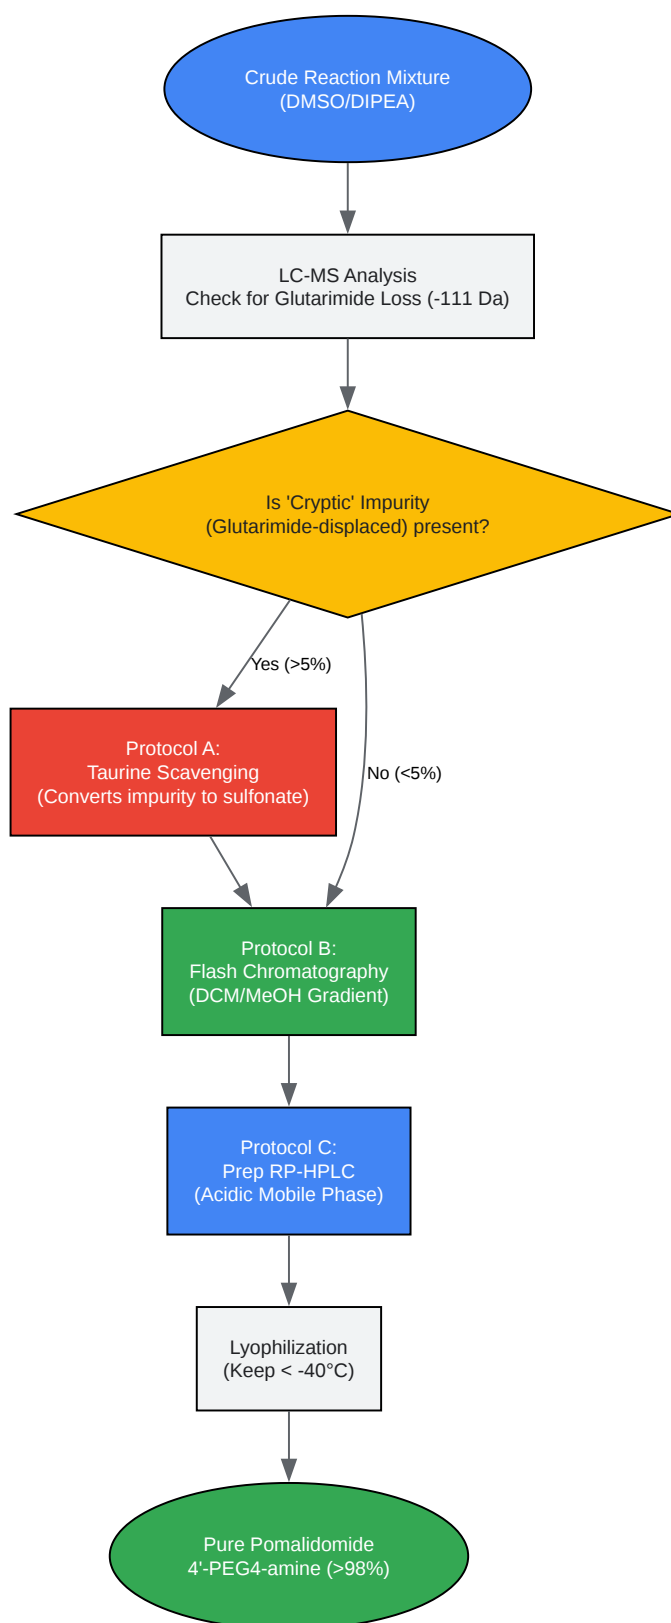 Crude Reaction Mixture
(DMSO/DIPEA)
LC-MS Analysis
Check for Glutarimide Loss (-111 Da)
Is 'Cryptic' Impurity
(Glutarimide-displaced) present?
Yes (>5%)
Protocol A:
Taurine Scavenging
(Converts impurity to sulfonate)
No (<5%)
Protocol B:
Flash Chromatography
(DCM/MeOH Gradient)
Protocol C:
Prep RP-HPLC
(Acidic Mobile Phase)
Lyophilization
(Keep < -40°C)
Pure Pomalidomide
4'-PEG4-amine (>98%)